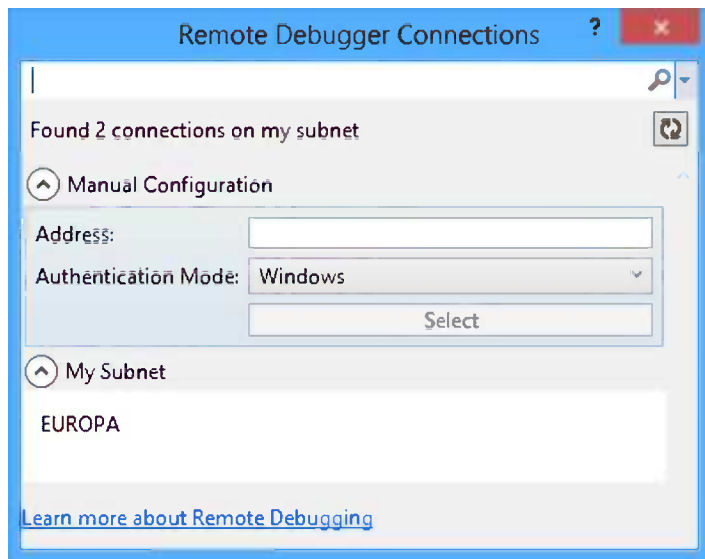 Remote Debugger Connections ?
Found 2 connections on my subnet
Manual Configuration
Address:
Authentication Mode: Windows
Select
My Subnet
EUROPA
Learn more about Remote Debugging